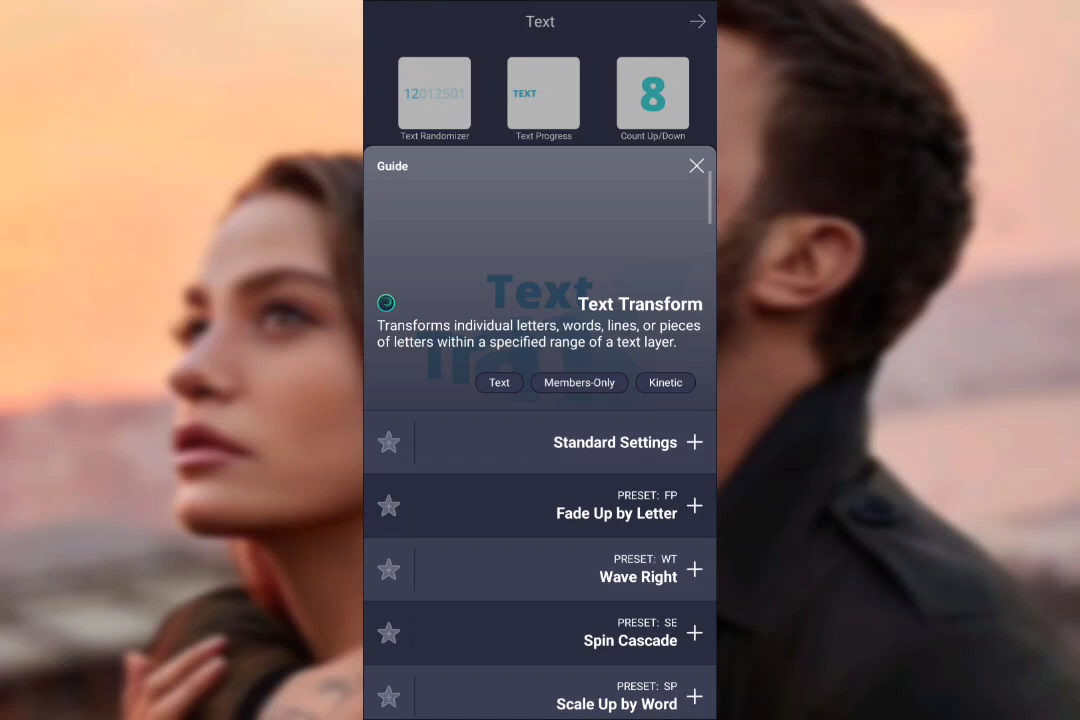 Text
12012501
TEXT
8
Text Randomizer
Text Progress
Count Up/Down
Guide
Text
Text Transform
Transforms individual letters, words, lines, or pieces
of letters within a specified range of a text layer.
Text
Members-Only
Kinetic
Standard Settings
PRESET: FP
Fade Up by Letter
PRESET: WT
Wave Right
PRESET: SE
Spin Cascade
PRESET: SP
Scale Up by Word